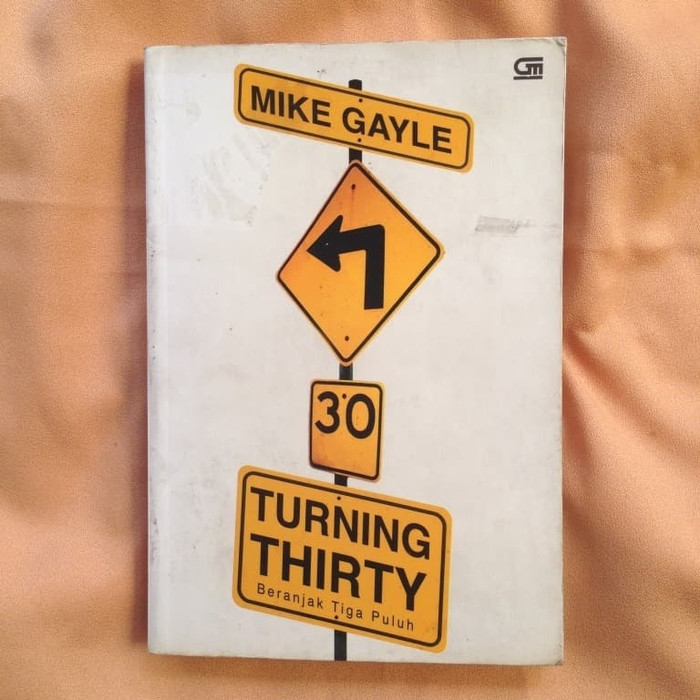 GM
MIKE GAYLE
30
TURNING
THIRTY
Beranjak Tiga Puluh